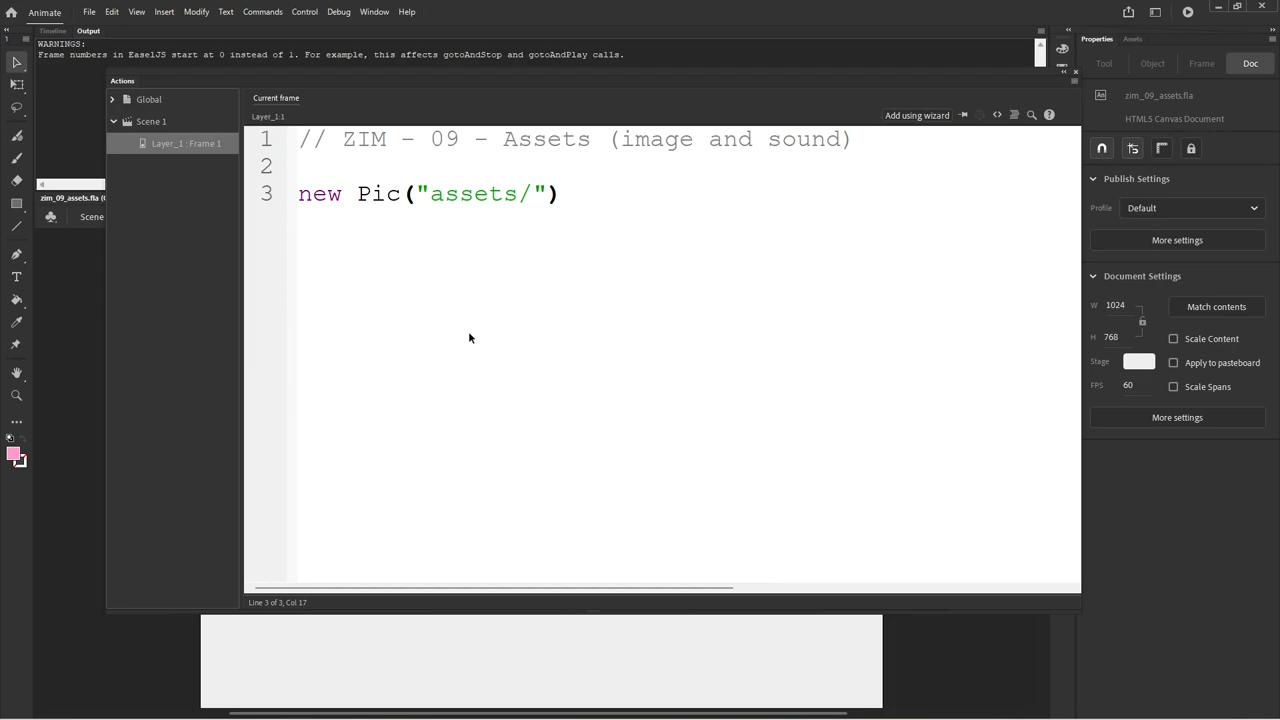 Animate File Edit View Insert Modify Text Commands Control Debug Window Help
Timeline Output
WARNINGS:
Frame numbers in EaselJS start at 0 instead of 1. For example, this affects gotoAndStop and gotoAndPlay calls.
Actions
Global
Scene 1
Layer_1 : Frame 1
Current frame
Layer_1:1
Add using wizard
1 // ZIM - 09 - Assets (image and sound)
2
3 new Pic("assets/")
Line 3 of 3, Col 17
zim_09_assets.fla (
Scene
Properties Assets
Tool Object Frame Doc
zim_09_assets.fla
HTML5 Canvas Document
Publish Settings
Profile Default
More settings
Document Settings
W 1024 Match contents
H 768 Scale Content
Stage Apply to pasteboard
FPS 60 Scale Spans
More settings